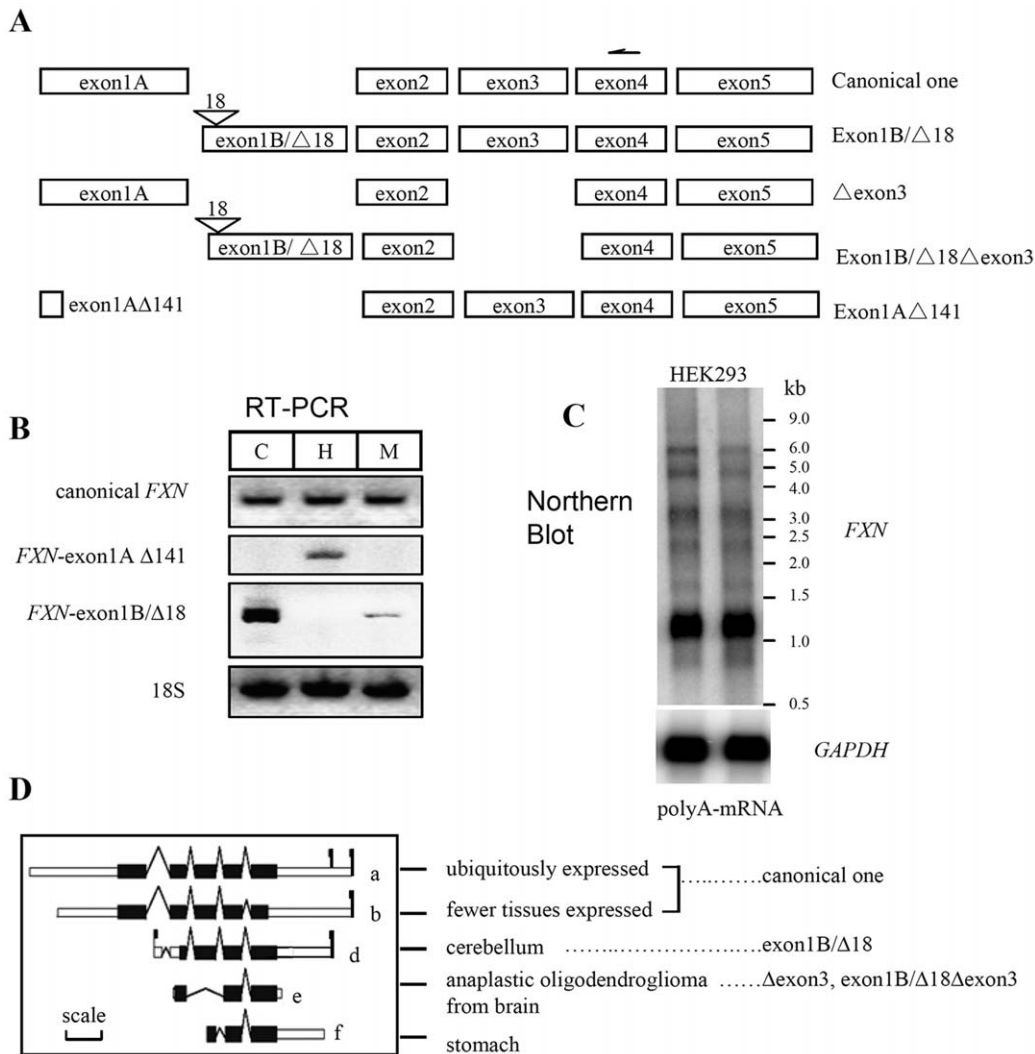 A
exon1A exon2 exon3 exon4 exon5 Canonical one
18
exon1B/△18 exon2 exon3 exon4 exon5 Exon1B/△18
exon1A exon2 exon4 exon5 △exon3
18
exon1B/△18 exon2 exon4 exon5 Exon1B/△18△exon3
exon1AΔ141 exon2 exon3 exon4 exon5 Exon1A△141
B
RT-PCR
C H M
canonical FXN
FXN-exon1A Δ141
FXN-exon1B/Δ18
18S
C
HEK293
kb
9.0
6.0
5.0
4.0
3.0
2.5
2.0
1.5
1.0
0.5
Northern
Blot
FXN
GAPDH
polyA-mRNA
D
a ubiquitously expressed
canonical one
b fewer tissues expressed
d cerebellum exon1B/Δ18
e anaplastic oligodendroglioma Δexon3, exon1B/Δ18Δexon3
from brain
scale
f stomach